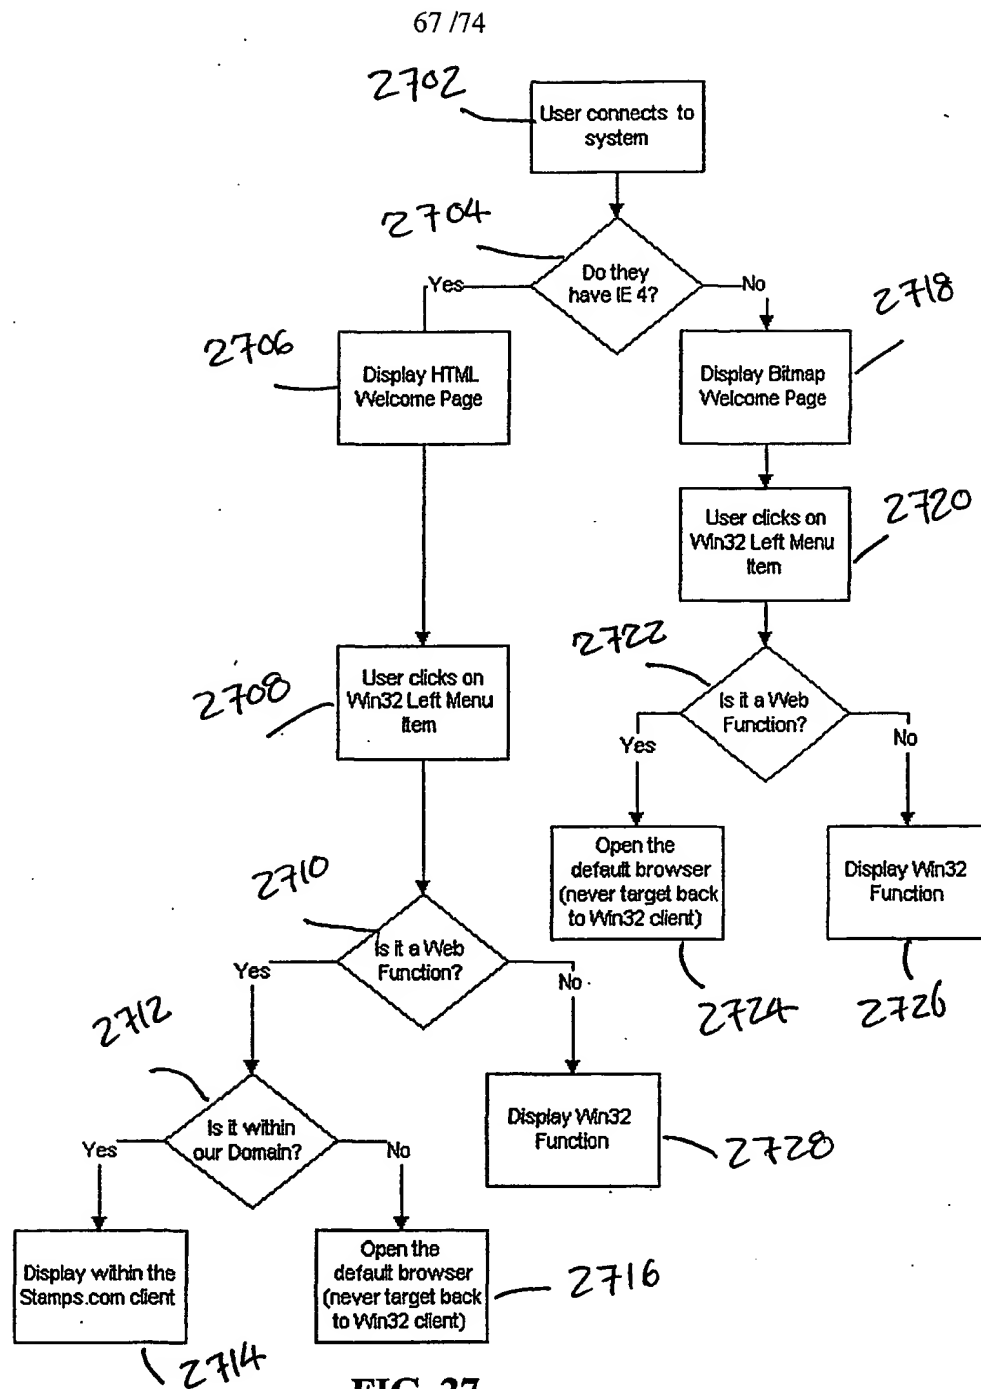 67 /74
2702
User connects to
system
2704
Do they
have IE 4?
Yes
No
2706
2718
Display HTML
Welcome Page
Display Bitmap
Welcome Page
User clicks on
Win32 Left Menu
Item
2720
2708
User clicks on
Win32 Left Menu
Item
2722
Is it a Web
Function?
Yes
No
Open the
default browser
(never target back
to Win32 client)
Display Win32
Function
2710
Is it a Web
Function?
Yes
No
2724
2726
2712
Is it within
our Domain?
Yes
No
Display Win32
Function
2728
Display within the
Stamps.com client
Open the
default browser
(never target back
to Win32 client)
2716
2714
FIG. 27